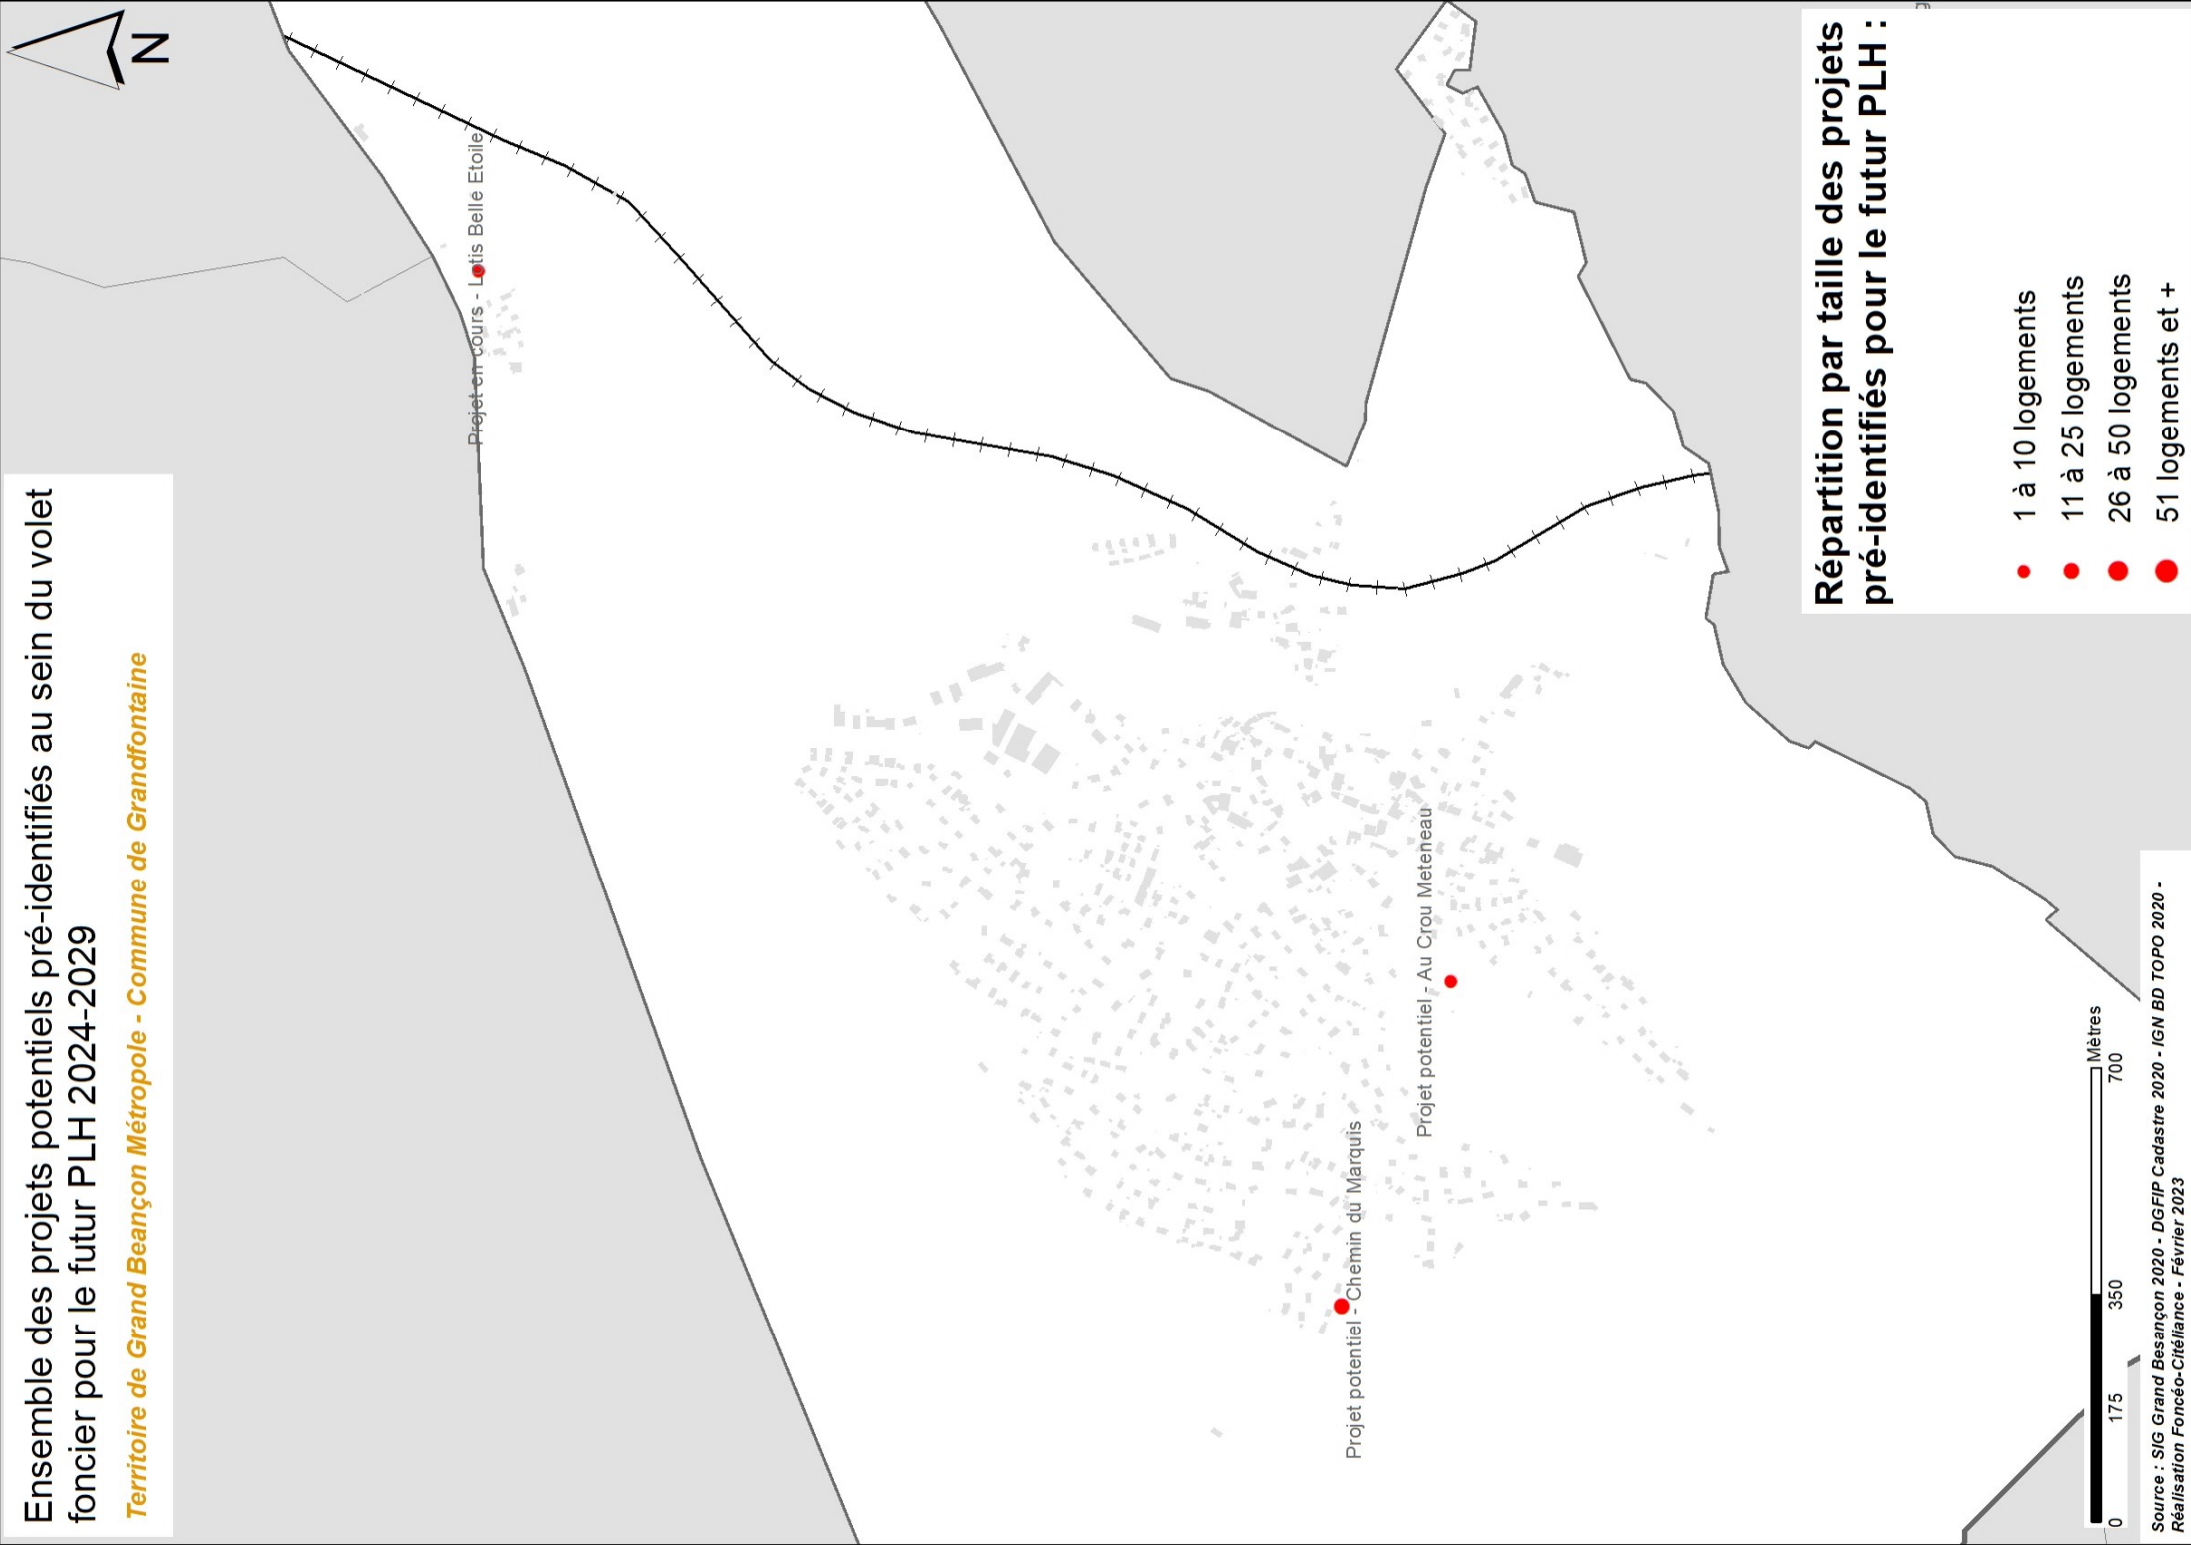 Ensemble des projets potentiels pré-identifiés au sein du volet
foncier pour le futur PLH 2024-2029
Territoire de Grand Beançon Métropole - Commune de Grandfontaine
N
Projet en cours - Lotis Belle Etoile
Projet potentiel - Chemin du Marquis
Projet potentiel - Au Crou Meteneau
Répartition par taille des projets
pré-identifiés pour le futur PLH :
1 à 10 logements
11 à 25 logements
26 à 50 logements
51 logements et +
0 175 350 700
Mètres
Source : SIG Grand Besançon 2020 - DGFIP Cadastre 2020 - IGN BD TOPO 2020 -
Réalisation Foncéo-Citéliance - Février 2023